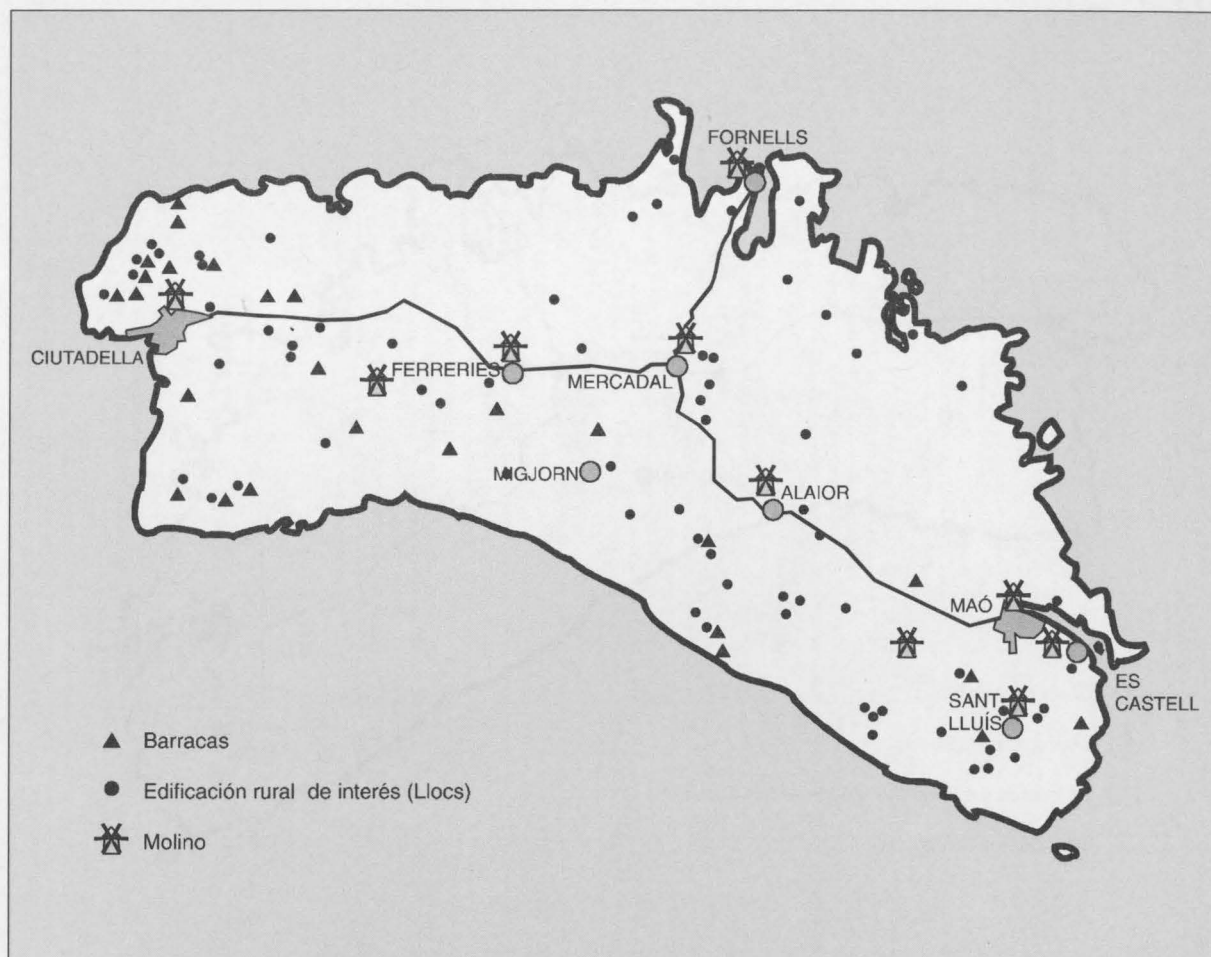 FORNELLS
CIUTADELLA
FERRERIES
MERCADAL
MIGJORN
ALAIOR
MAÓ
ES
CASTELL
SANT
LLUÍS
Barracas
Edificación rural de interés (Llocs)
Molino